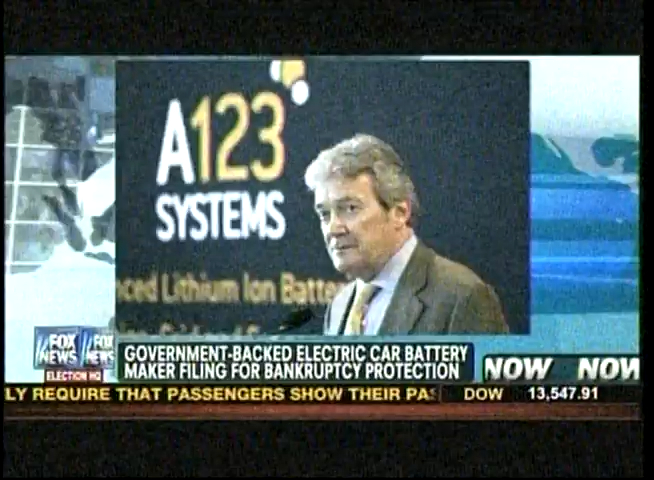 A123
SYSTEMS
nced Lithium Ion Batte
FOX
NEWS
FOX
NEWS
ELECTION HQ
GOVERNMENT-BACKED ELECTRIC CAR BATTERY
MAKER FILING FOR BANKRUPTCY PROTECTION
NOW NOW
LY REQUIRE THAT PASSENGERS SHOW THEIR PAS DOW 13,547.91